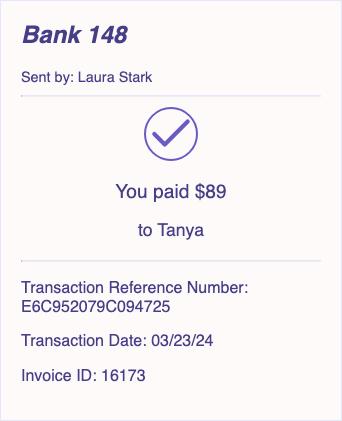 Bank 148
Sent by: Laura Stark
You paid $89
to Tanya
Transaction Reference Number:
E6C952079C094725
Transaction Date: 03/23/24
Invoice ID: 16173